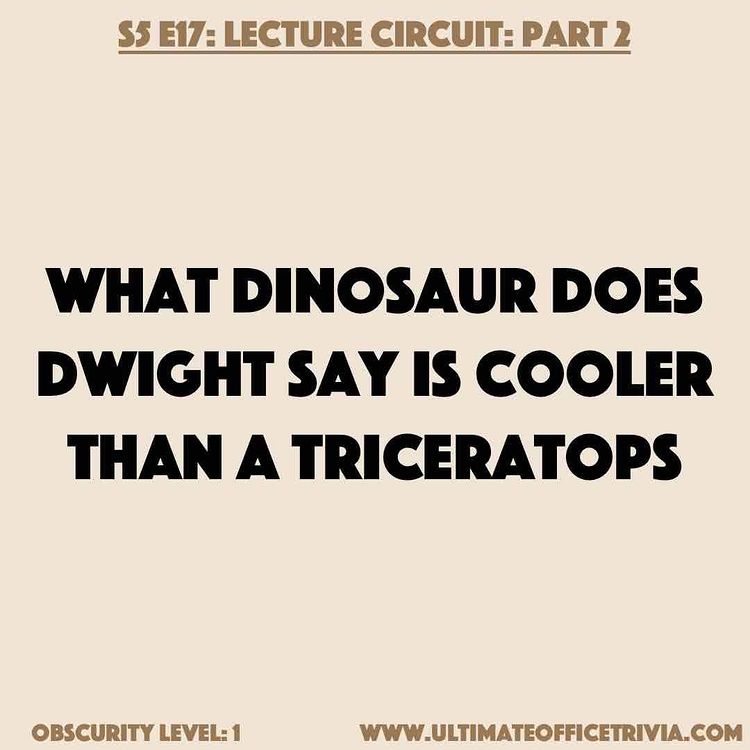 S5 E17: LECTURE CIRCUIT: PART 2
WHAT DINOSAUR DOES
DWIGHT SAY IS COOLER
THAN A TRICERATOPS
OBSCURITY LEVEL: 1
WWW.ULTIMATEOFFICETRIVIA.COM